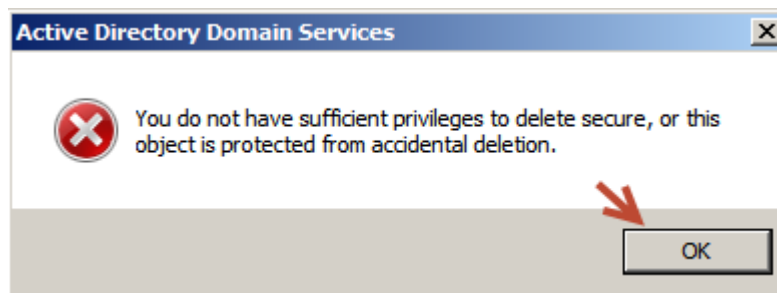 Active Directory Domain Services
You do not have sufficient privileges to delete secure, or this
object is protected from accidental deletion.
OK